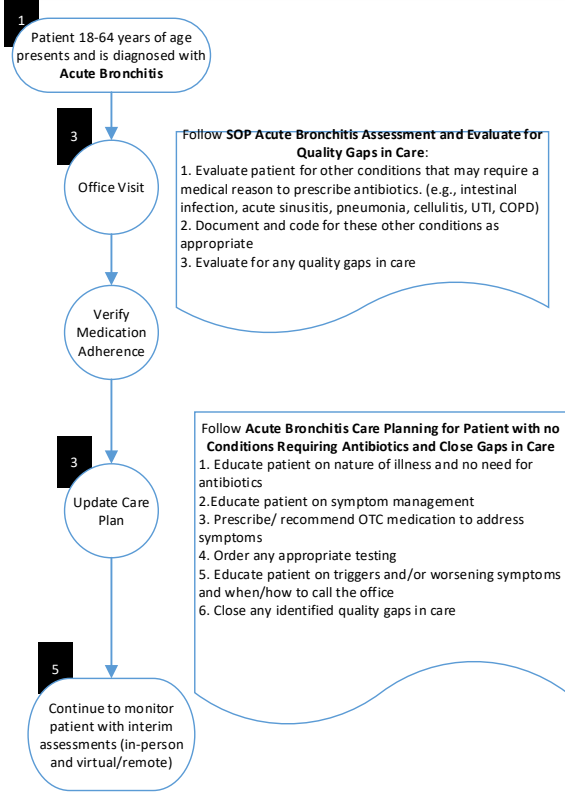 1
Patient 18-64 years of age
presents and is diagnosed with
Acute Bronchitis
3
Office Visit
Follow SOP Acute Bronchitis Assessment and Evaluate for
Quality Gaps in Care:
1. Evaluate patient for other conditions that may require a
medical reason to prescribe antibiotics. (e.g., intestinal
infection, acute sinusitis, pneumonia, cellulitis, UTI, COPD)
2. Document and code for these other conditions as
appropriate
3. Evaluate for any quality gaps in care
Verify
Medication
Adherence
3
Update Care
Plan
Follow Acute Bronchitis Care Planning for Patient with no
Conditions Requiring Antibiotics and Close Gaps in Care
1. Educate patient on nature of illness and no need for
antibiotics
2.Educate patient on symptom management
3. Prescribe/ recommend OTC medication to address
symptoms
4. Order any appropriate testing
5. Educate patient on triggers and/or worsening symptoms
and when/how to call the office
6. Close any identified quality gaps in care
5
Continue to monitor
patient with interim
assessments (in-person
and virtual/remote)